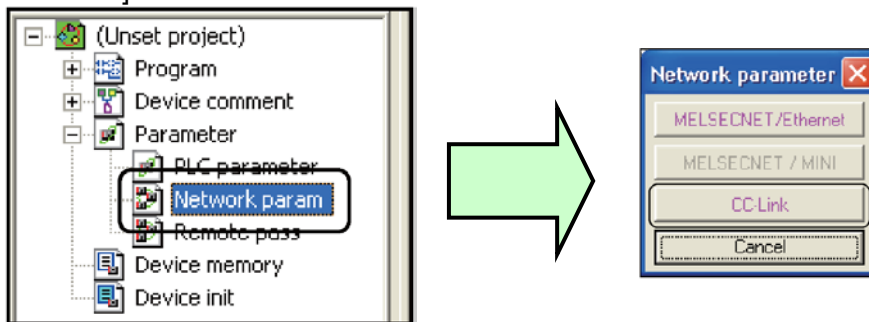 ]
(Unset project)
Program
Device comment
Parameter
PLC parameter
Network param
Remote pass
Device memory
Device init
Network parameter
MELSECNET/Ethernet
MELSECNET / MINI
CC-Link
Cancel